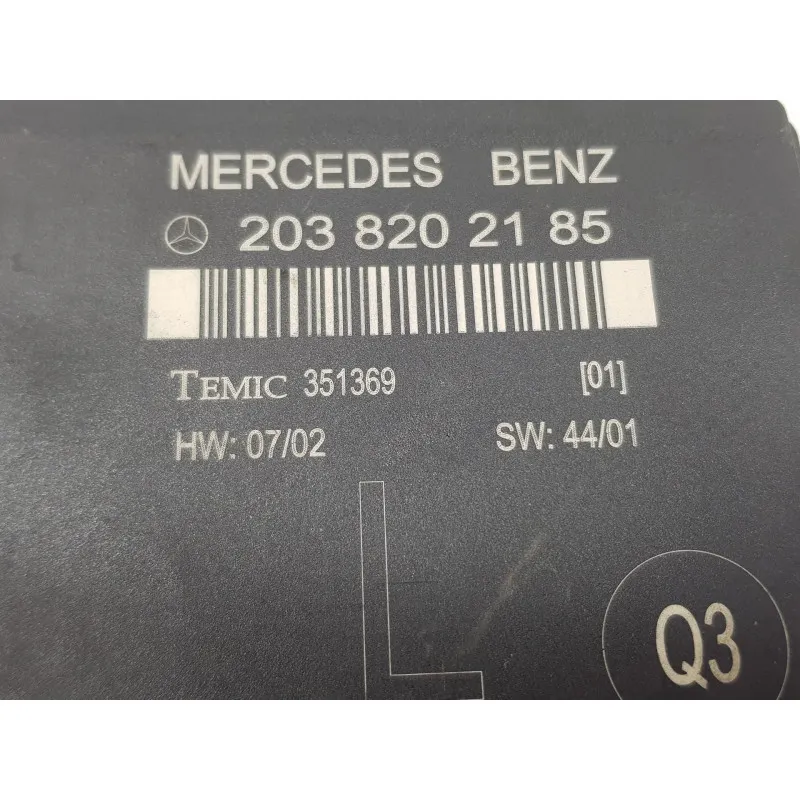 MERCEDES BENZ
203 820 21 85
TEMIC 351369 [01]
HW: 07/02 SW: 44/01
L
Q3